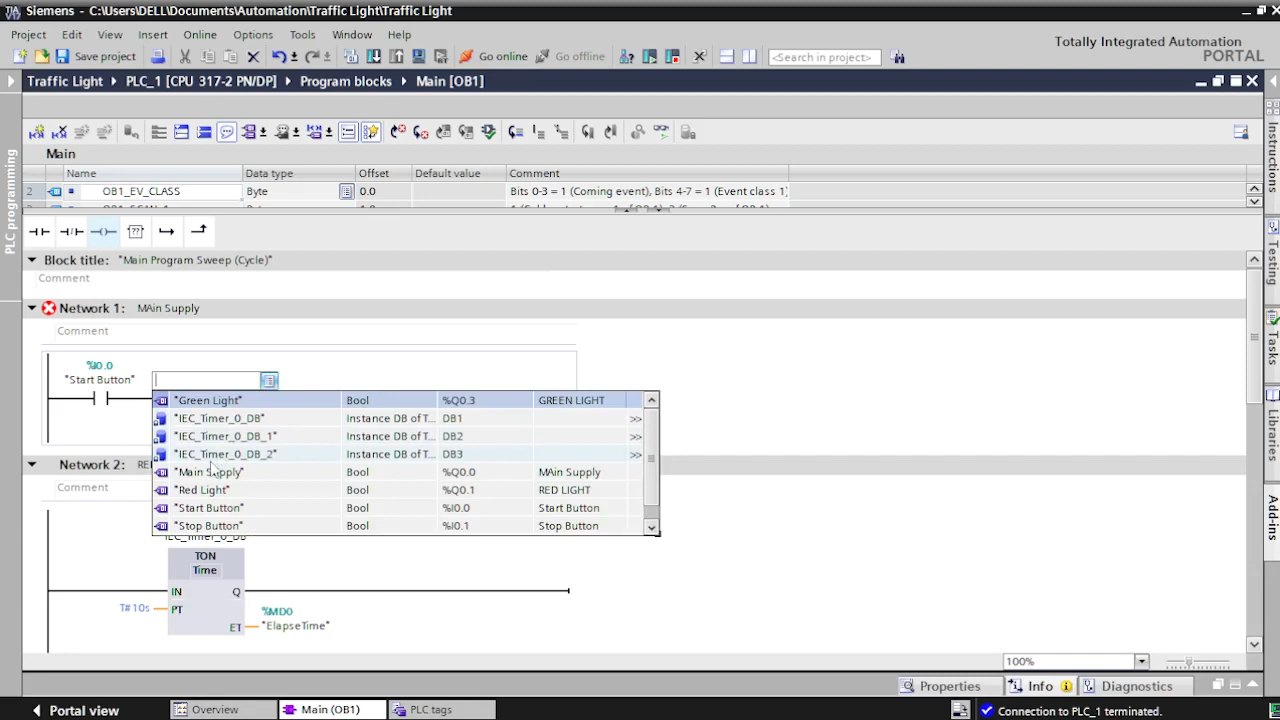 Siemens - C:\Users\DELL\Documents\Automation\Traffic Light\Traffic Light
Project Edit View Insert Online Options Tools Window Help
Totally Integrated Automation
PORTAL
Save project Go online Go offline <Search in project>
Traffic Light PLC_1 [CPU 317-2 PN/DP] Program blocks Main [OB1]
Main
Name Data type Offset Default value Comment
2 OB1_EV_CLASS Byte 0.0 Bits 0-3 = 1 (Coming event), Bits 4-7 = 1 (Event class 1)
Block title: "Main Program Sweep (Cycle)"
Comment
Network 1: MAin Supply
Comment
%I0.0
"Start Button"
"Green Light" Bool %Q0.3 GREEN LIGHT
"IEC_Timer_0_DB" Instance DB of T... DB1 >>
"IEC_Timer_0_DB_1" Instance DB of T... DB2 >>
"IEC_Timer_0_DB_2" Instance DB of T... DB3 >>
"Main Supply" Bool %Q0.0 MAin Supply
"Red Light" Bool %Q0.1 RED LIGHT
"Start Button" Bool %I0.0 Start Button
"Stop Button" Bool %I0.1 Stop Button
Network 2:
Comment
TON
Time
IN Q
T#10s PT
%MD0
ET "ElapseTime"
100%
Properties Info Diagnostics
Portal view Overview Main (OB1) PLC tags Connection to PLC_1 terminated.
PLC programming
Instructions
Testing
Tasks
Libraries
Add-ins